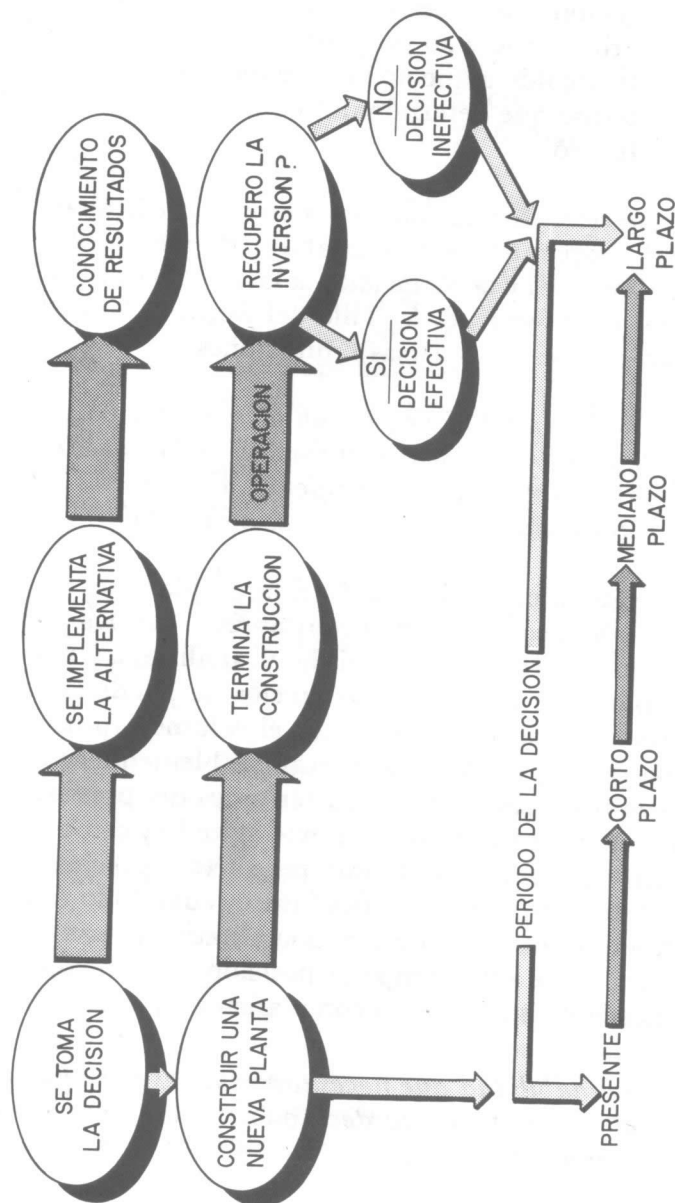 SE TOMA
LA DECISION
SE IMPLEMENTA
LA ALTERNATIVA
CONOCIMIENTO
DE RESULTADOS
CONSTRUIR UNA
NUEVA PLANTA
TERMINA LA
CONSTRUCCION
OPERACION
RECUPERO LA
INVERSION?
SI
DECISION
EFECTIVA
NO
DECISION
INEFECTIVA
PERIODO DE LA DECISION
PRESENTE
CORTO
PLAZO
MEDIANO
PLAZO
LARGO
PLAZO